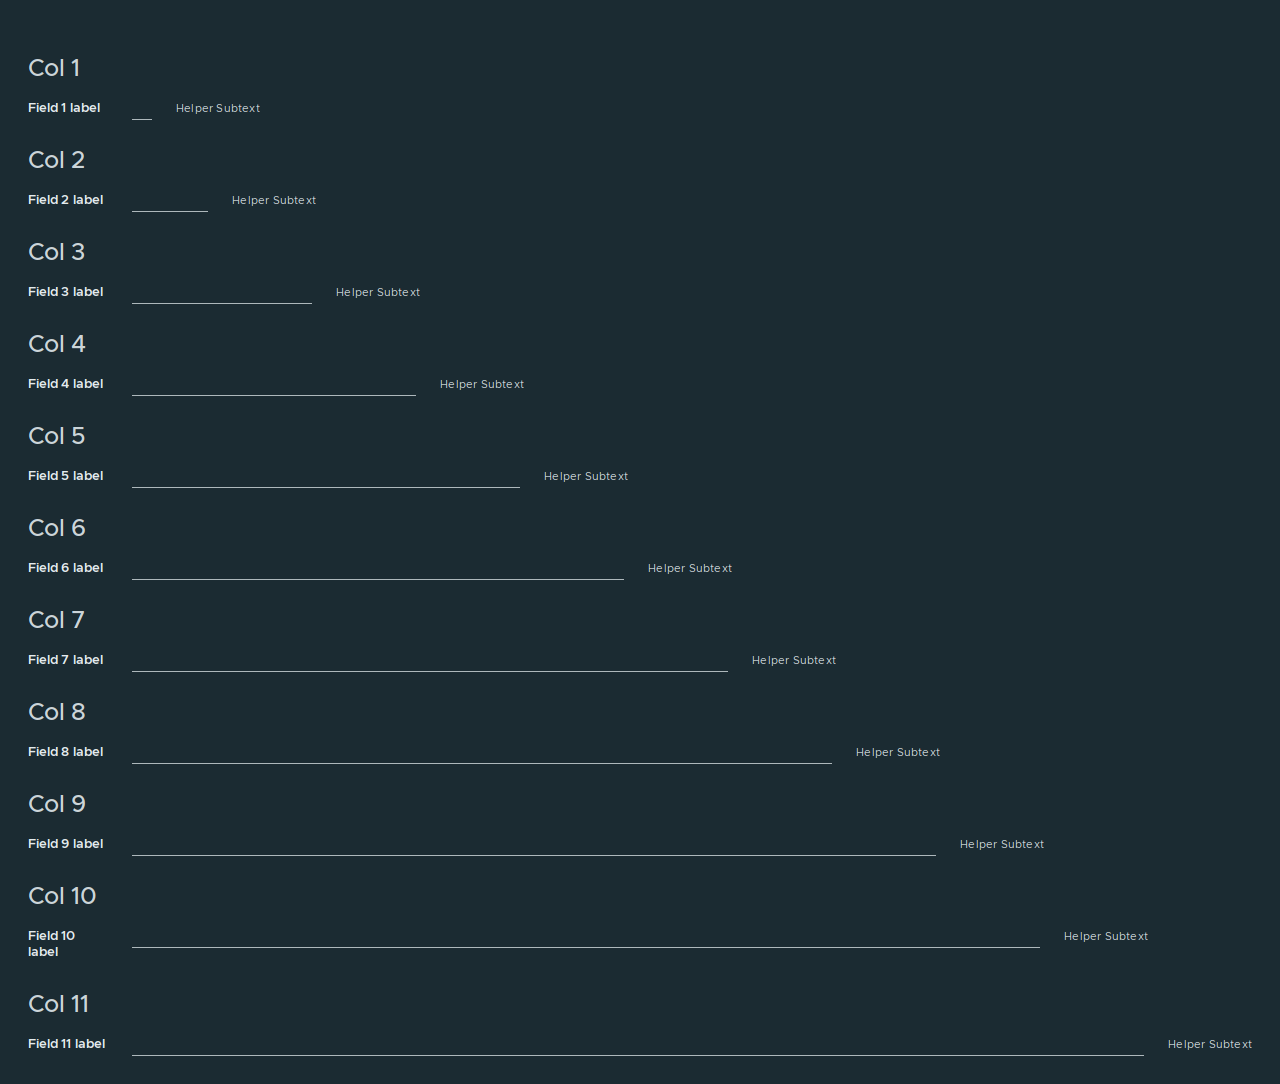 Col 1
Field 1 label Helper Subtext
Col 2
Field 2 label Helper Subtext
Col 3
Field 3 label Helper Subtext
Col 4
Field 4 label Helper Subtext
Col 5
Field 5 label Helper Subtext
Col 6
Field 6 label Helper Subtext
Col 7
Field 7 label Helper Subtext
Col 8
Field 8 label Helper Subtext
Col 9
Field 9 label Helper Subtext
Col 10
Field 10 Helper Subtext
label
Col 11
Field 11 label Helper Subtext